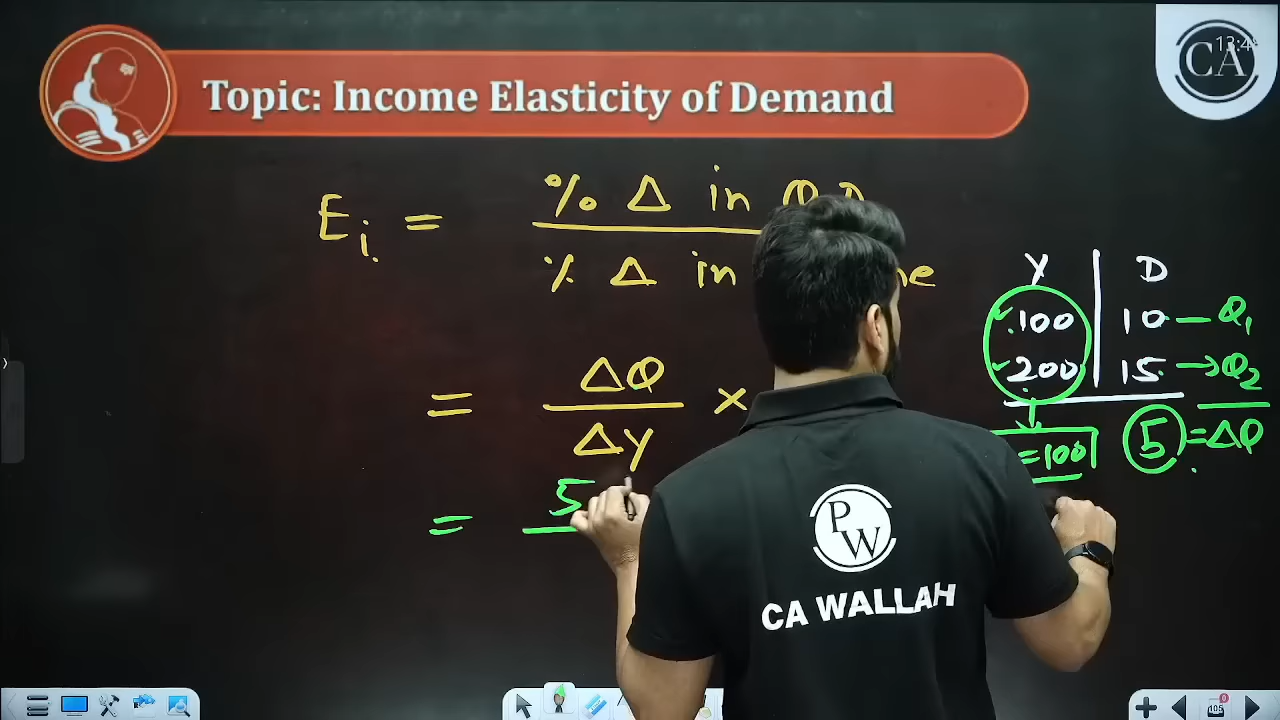 Topic: Income Elasticity of Demand
CA
Ei = % Δ in Q D
% Δ in
Y D
100 10 — Q1
200 15 → Q2
= ΔQ ×
ΔY
=100 5 = ΔQ
= 5
PW
CA WALLAH
105